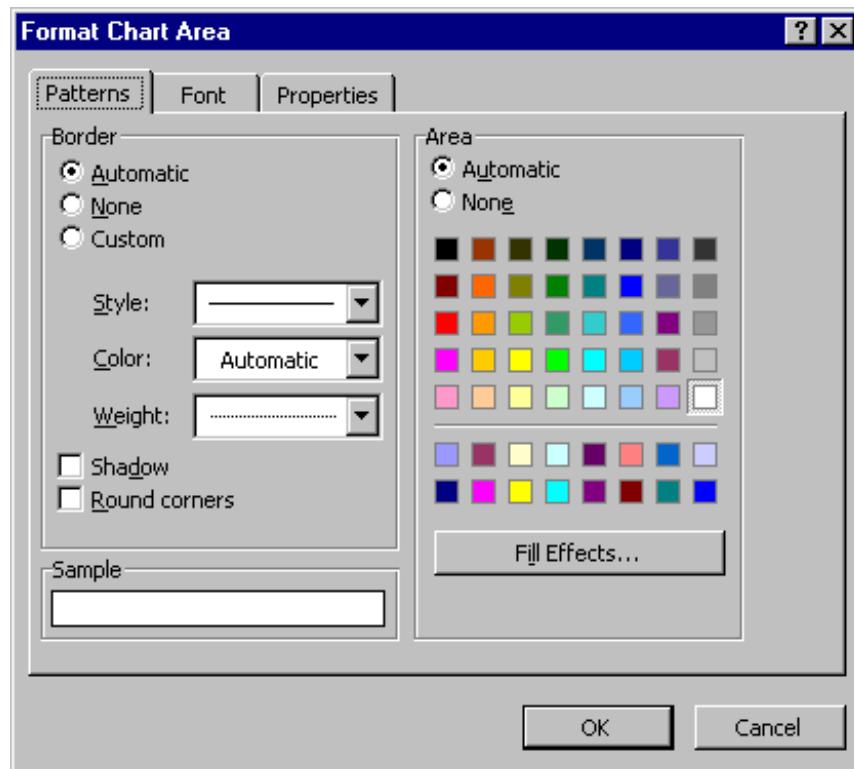 Format Chart Area
Patterns Font Properties
Border
Automatic
None
Custom
Style:
Color: Automatic
Weight:
Shadow
Round corners
Sample
Area
Automatic
None
Fill Effects...
OK Cancel